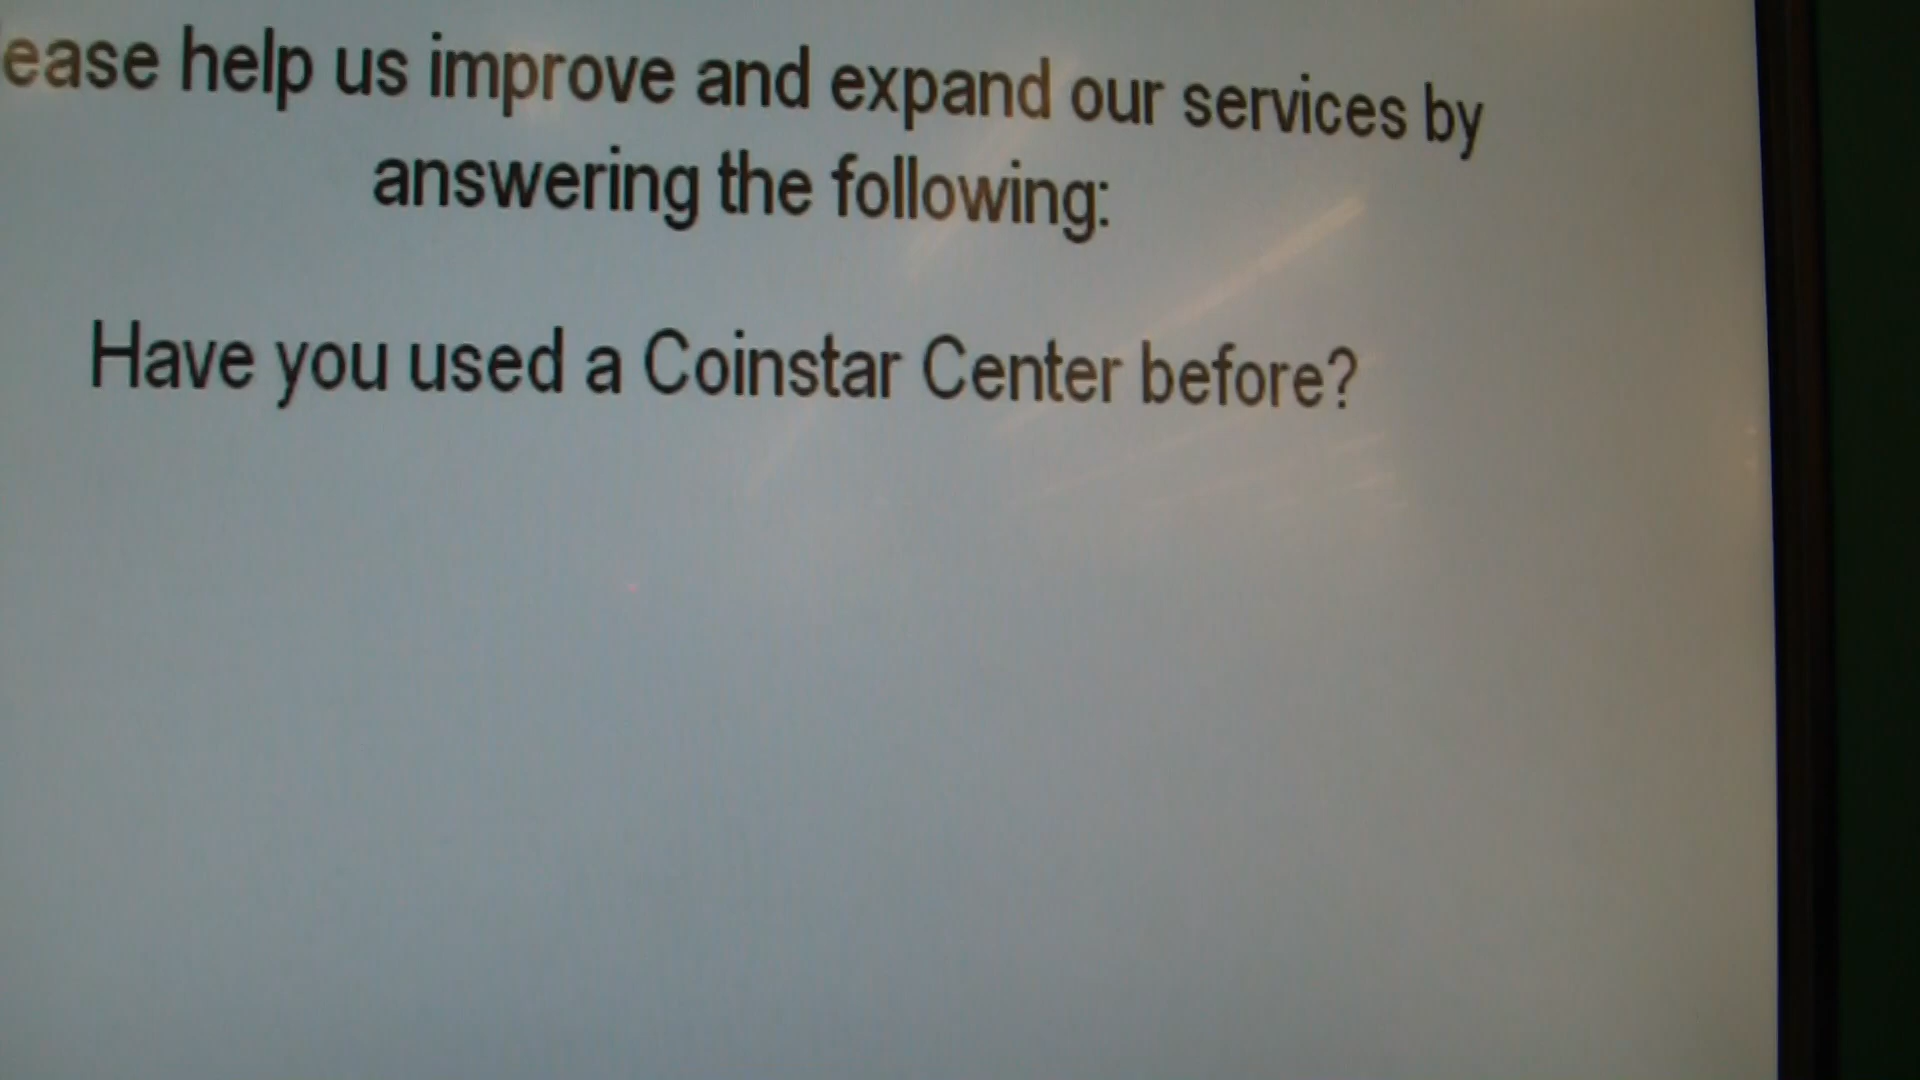 ease help us improve and expand our services by
answering the following:
Have you used a Coinstar Center before?